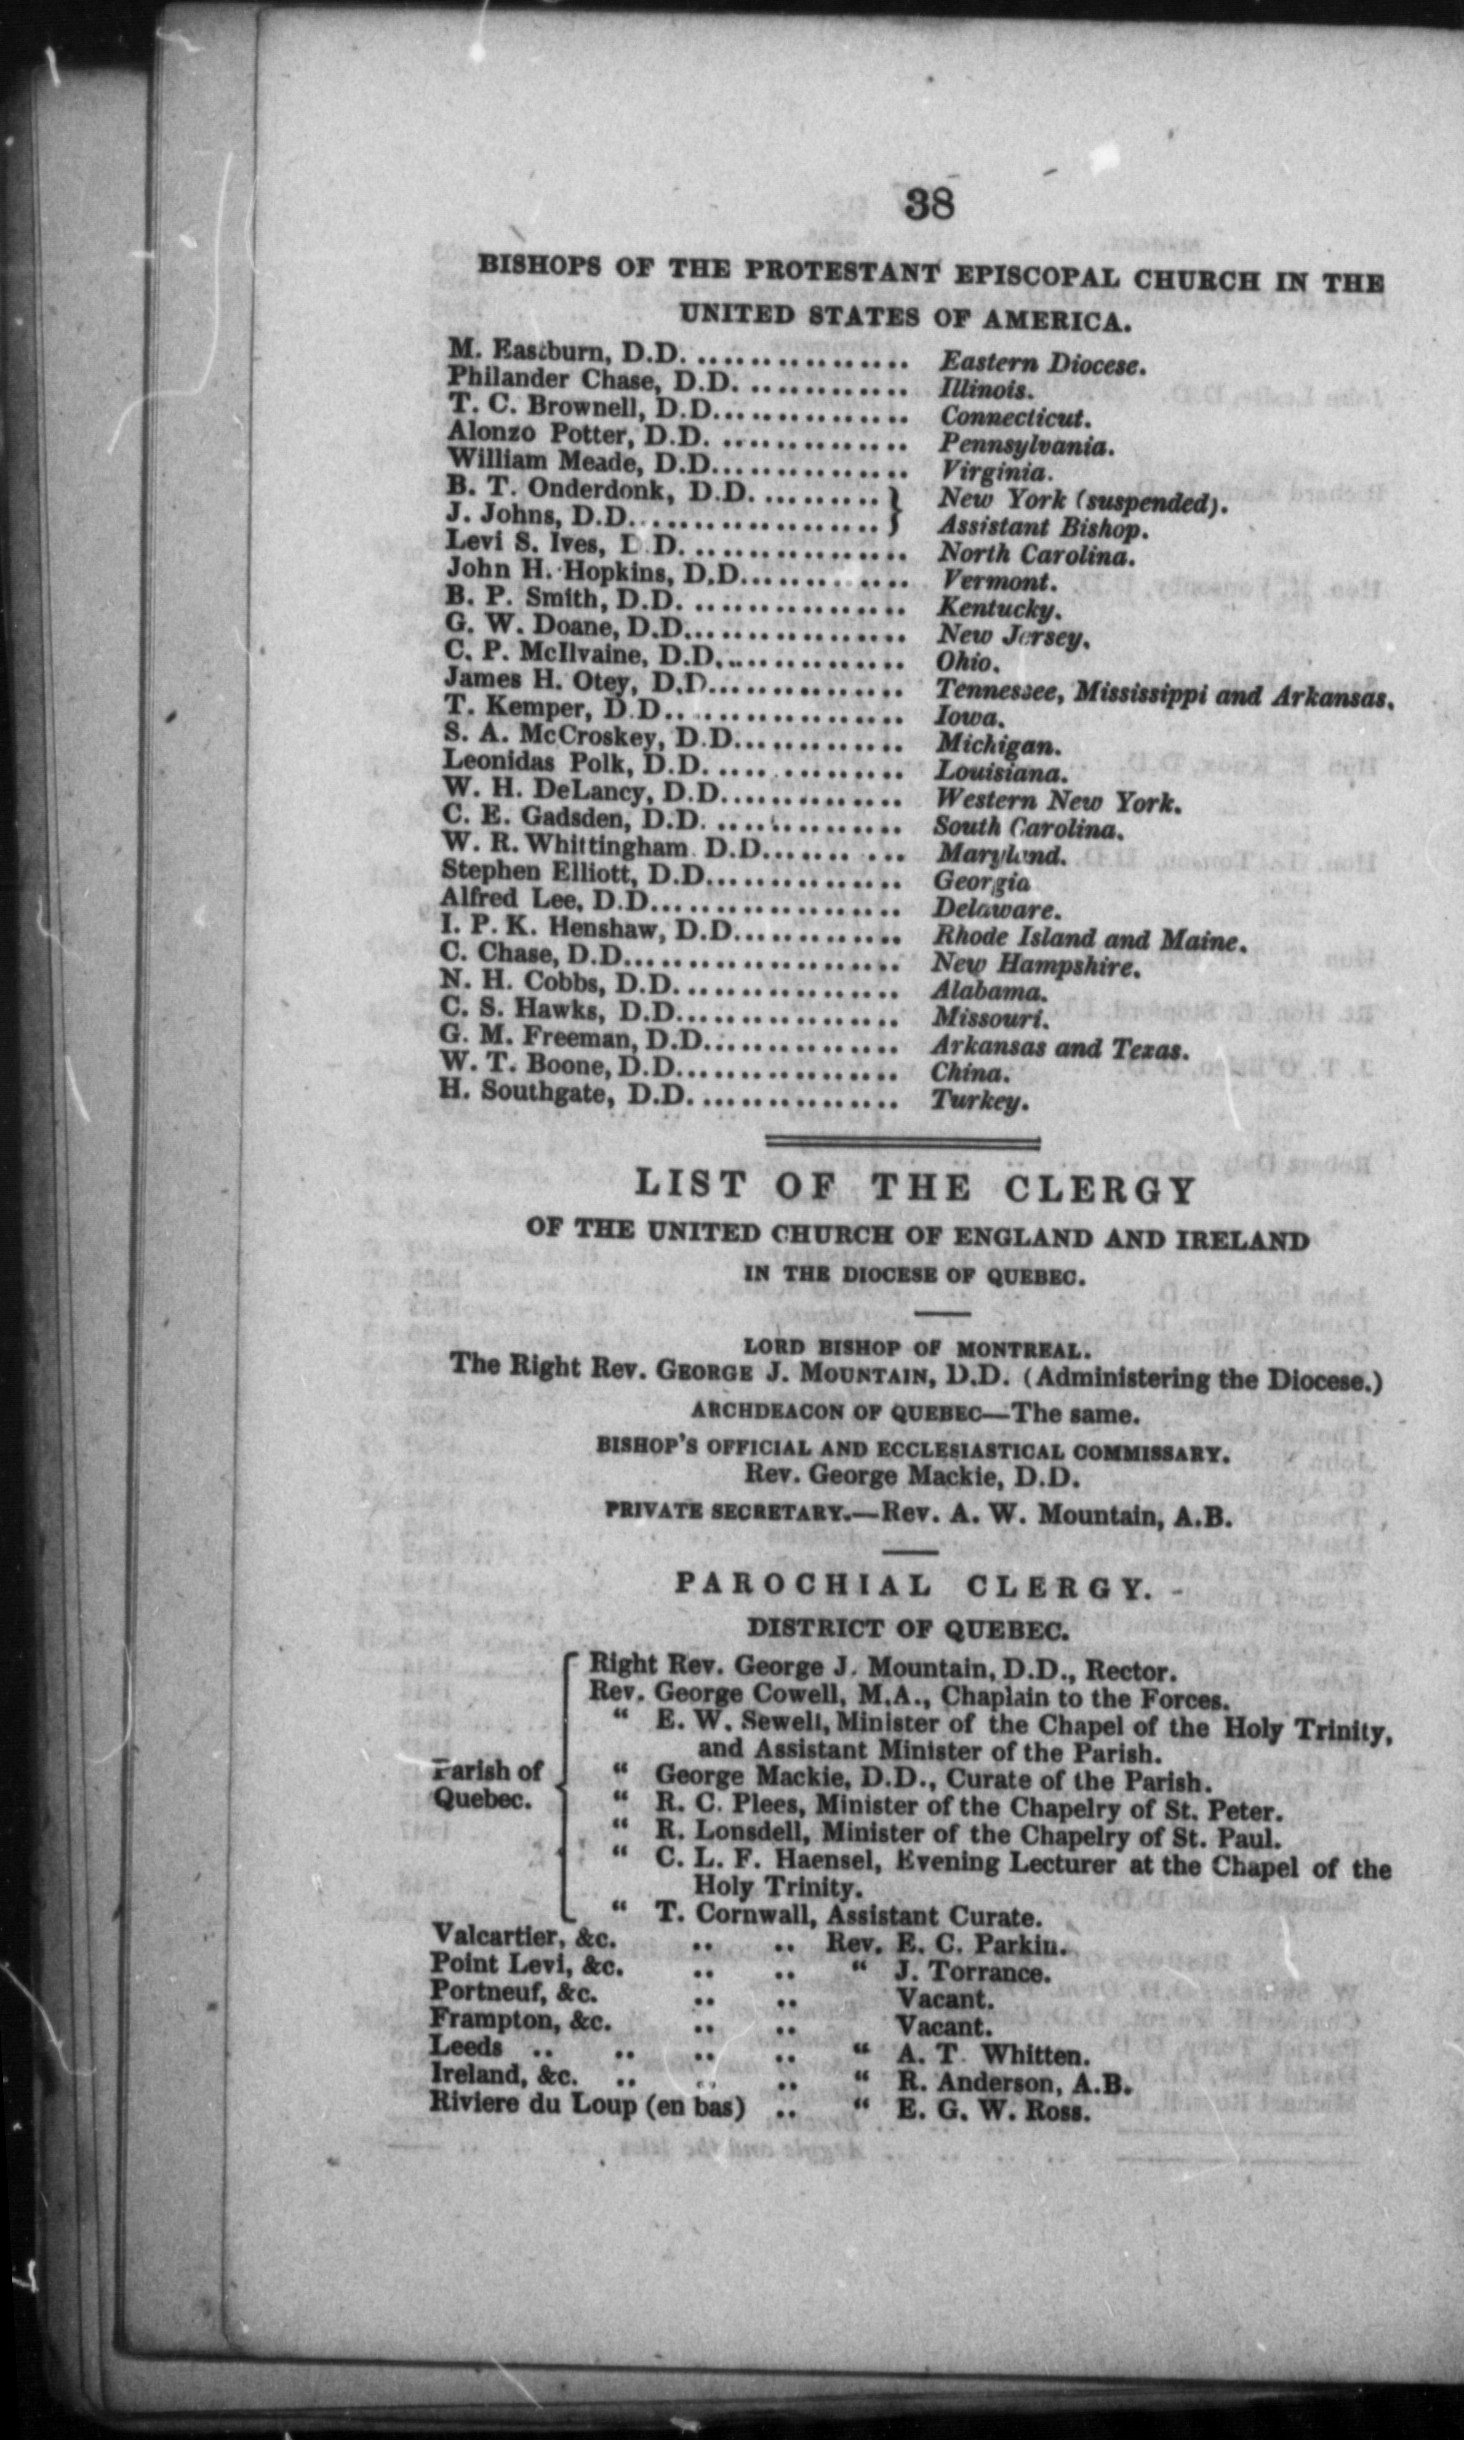 38
BISHOPS OF THE PROTESTANT EPISCOPAL CHURCH IN THE
UNITED STATES OF AMERICA.
M. Eastburn, D.D. ................ Eastern Diocese.
Philander Chase, D.D. ............. Illinois.
T. C. Brownell, D.D............... Connecticut.
Alonzo Potter, D.D. .............. Pennsylvania.
William Meade, D.D............... Virginia.
B. T. Onderdonk, D.D. .......... } New York (suspended).
J. Johns, D.D................... } Assistant Bishop.
Levi S. Ives, D.D. ................. North Carolina.
John H. Hopkins, D.D............. Vermont.
B. P. Smith, D.D. ................ Kentucky.
G. W. Doane, D.D................. New Jersey.
C. P. McIlvaine, D.D............... Ohio.
James H. Otey, D.D............... Tennessee, Mississippi and Arkansas.
T. Kemper, D.D.................. Iowa.
S. A. McCroskey, D.D............. Michigan.
Leonidas Polk, D.D. .............. Louisiana.
W. H. DeLancy, D.D.............. Western New York.
C. E. Gadsden, D.D. ............. South Carolina.
W. R. Whittingham D.D.......... Maryland.
Stephen Elliott, D.D............... Georgia
Alfred Lee, D.D................... Delaware.
I. P. K. Henshaw, D.D............. Rhode Island and Maine.
C. Chase, D.D..................... New Hampshire.
N. H. Cobbs, D.D................. Alabama.
C. S. Hawks, D.D................. Missouri.
G. M. Freeman, D.D............... Arkansas and Texas.
W. T. Boone, D.D................. China.
H. Southgate, D.D. ............... Turkey.
LIST OF THE CLERGY
OF THE UNITED CHURCH OF ENGLAND AND IRELAND
IN THE DIOCESE OF QUEBEC.
LORD BISHOP OF MONTREAL.
The Right Rev. GEORGE J. MOUNTAIN, D.D. (Administering the Diocese.)
ARCHDEACON OF QUEBEC—The same.
BISHOP'S OFFICIAL AND ECCLESIASTICAL COMMISSARY.
Rev. George Mackie, D.D.
PRIVATE SECRETARY.—Rev. A. W. Mountain, A.B.
PAROCHIAL CLERGY.
DISTRICT OF QUEBEC.
Right Rev. George J. Mountain, D.D., Rector.
Rev. George Cowell, M.A., Chaplain to the Forces.
" E. W. Sewell, Minister of the Chapel of the Holy Trinity,
and Assistant Minister of the Parish.
Parish of " George Mackie, D.D., Curate of the Parish.
Quebec. " R. C. Plees, Minister of the Chapelry of St. Peter.
" R. Lonsdell, Minister of the Chapelry of St. Paul.
" C. L. F. Haensel, Evening Lecturer at the Chapel of the
Holy Trinity.
" T. Cornwall, Assistant Curate.
Valcartier, &c. .. .. Rev. E. C. Parkin.
Point Levi, &c. .. .. " J. Torrance.
Portneuf, &c. .. .. Vacant.
Frampton, &c. .. .. Vacant.
Leeds .. .. .. .. " A. T. Whitten.
Ireland, &c. .. .. .. " R. Anderson, A.B.
Riviere du Loup (en bas) .. " E. G. W. Ross.